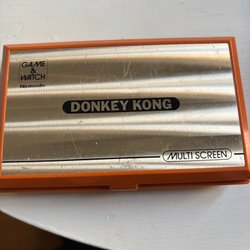 GAME
&
WATCH
Nintendo
DONKEY KONG
MULTI SCREEN